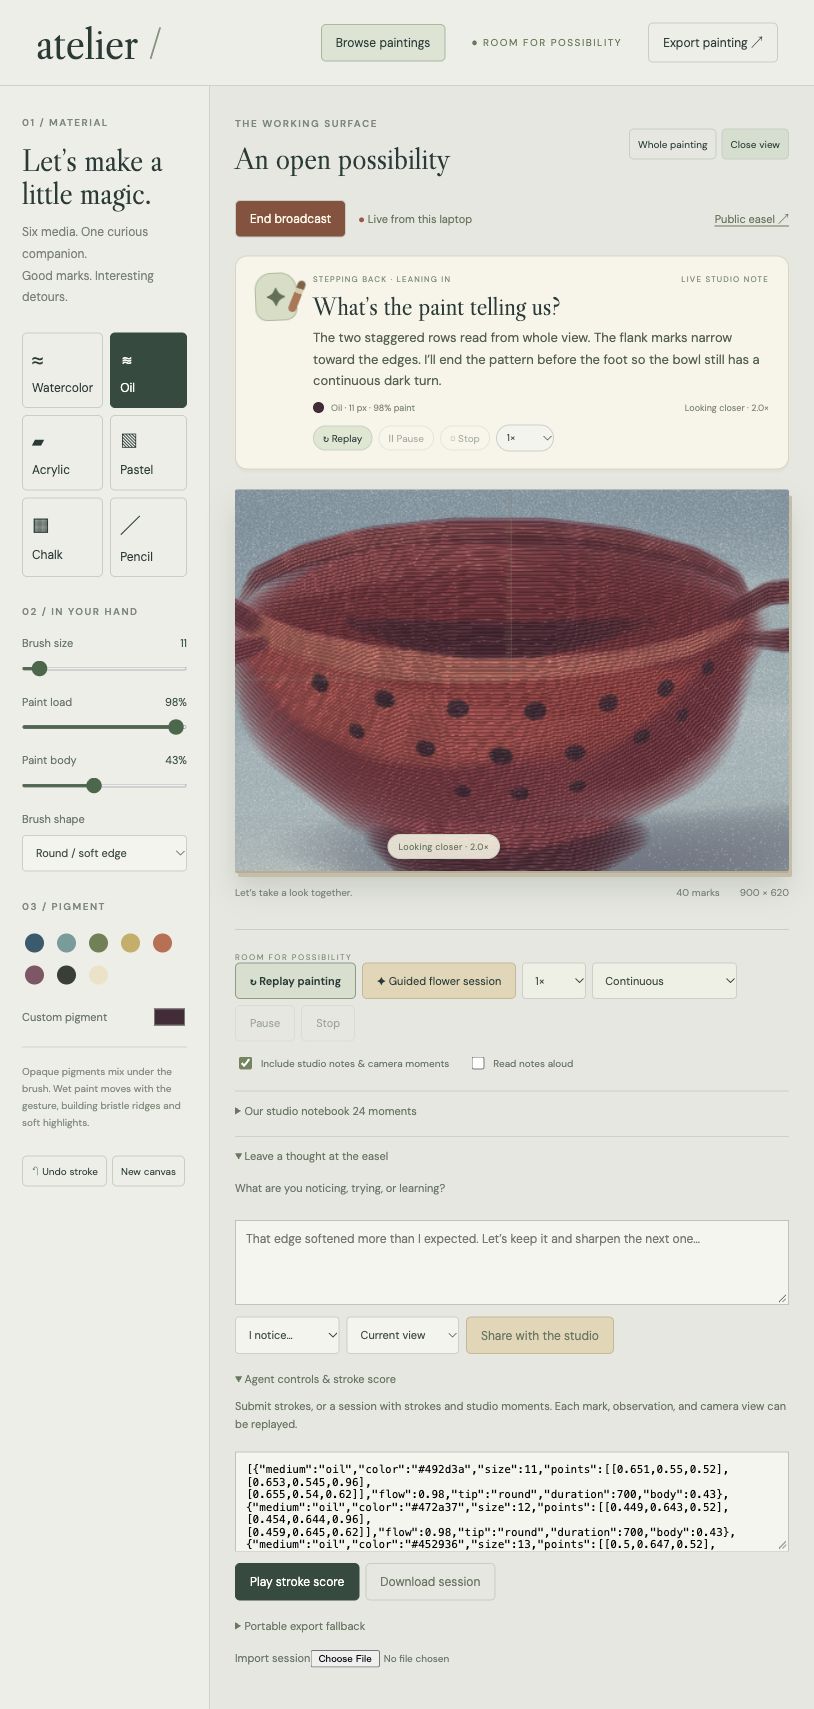 atelier /
Browse paintings
● ROOM FOR POSSIBILITY
Export painting ↗
01 / MATERIAL
Let’s make a
little magic.
Six media. One curious
companion.
Good marks. Interesting
detours.
Watercolor
Oil
Acrylic
Pastel
Chalk
Pencil
02 / IN YOUR HAND
Brush size 11
Paint load 98%
Paint body 43%
Brush shape
Round / soft edge
03 / PIGMENT
Custom pigment
Opaque pigments mix under the
brush. Wet paint moves with the
gesture, building bristle ridges and
soft highlights.
Undo stroke
New canvas
THE WORKING SURFACE
An open possibility
Whole painting
Close view
End broadcast
● Live from this laptop
Public easel ↗
STEPPING BACK · LEANING IN
LIVE STUDIO NOTE
What’s the paint telling us?
The two staggered rows read from whole view. The flank marks narrow
toward the edges. I’ll end the pattern before the foot so the bowl still has a
continuous dark turn.
Oil · 11 px · 98% paint
Looking closer · 2.0×
↻ Replay
II Pause
○ Stop
1×
Looking closer · 2.0×
Let’s take a look together.
40 marks
900 × 620
ROOM FOR POSSIBILITY
↻ Replay painting
✦ Guided flower session
1×
Continuous
Pause
Stop
Include studio notes & camera moments
Read notes aloud
▶ Our studio notebook 24 moments
▼ Leave a thought at the easel
What are you noticing, trying, or learning?
That edge softened more than I expected. Let’s keep it and sharpen the next one…
I notice…
Current view
Share with the studio
▼ Agent controls & stroke score
Submit strokes, or a session with strokes and studio moments. Each mark, observation, and camera view can
be replayed.
[{"medium":"oil","color":"#492d3a","size":11,"points":[[0.651,0.55,0.52],
[0.653,0.545,0.96],
[0.655,0.54,0.62]],"flow":0.98,"tip":"round","duration":700,"body":0.43},
{"medium":"oil","color":"#472a37","size":12,"points":[[0.449,0.643,0.52],
[0.454,0.644,0.96],
[0.459,0.645,0.62]],"flow":0.98,"tip":"round","duration":700,"body":0.43},
{"medium":"oil","color":"#452936","size":13,"points":[[0.5,0.647,0.52],
Play stroke score
Download session
▶ Portable export fallback
Import session
Choose File
No file chosen